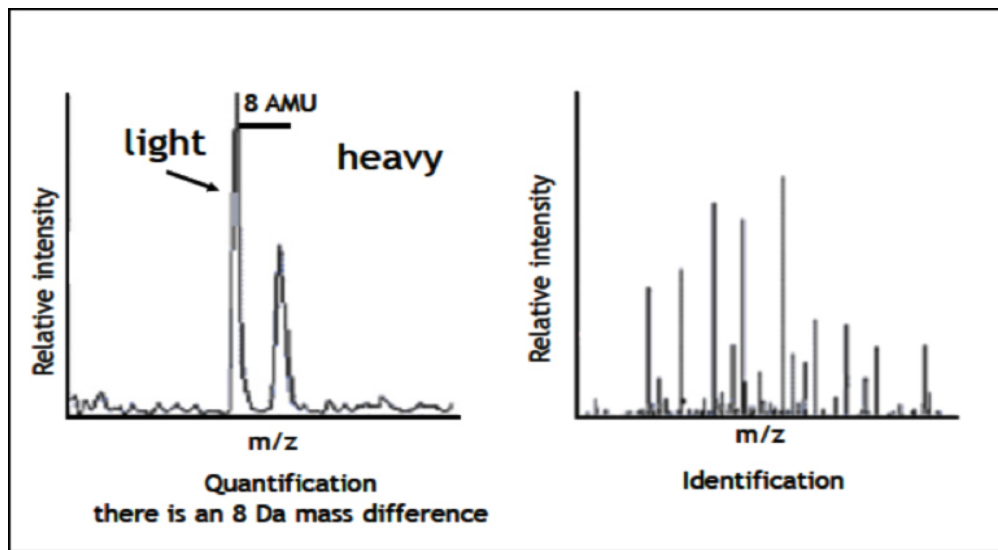 8 AMU
light
heavy
Relative intensity
m/z
Quantification
there is an 8 Da mass difference
Relative intensity
m/z
Identification